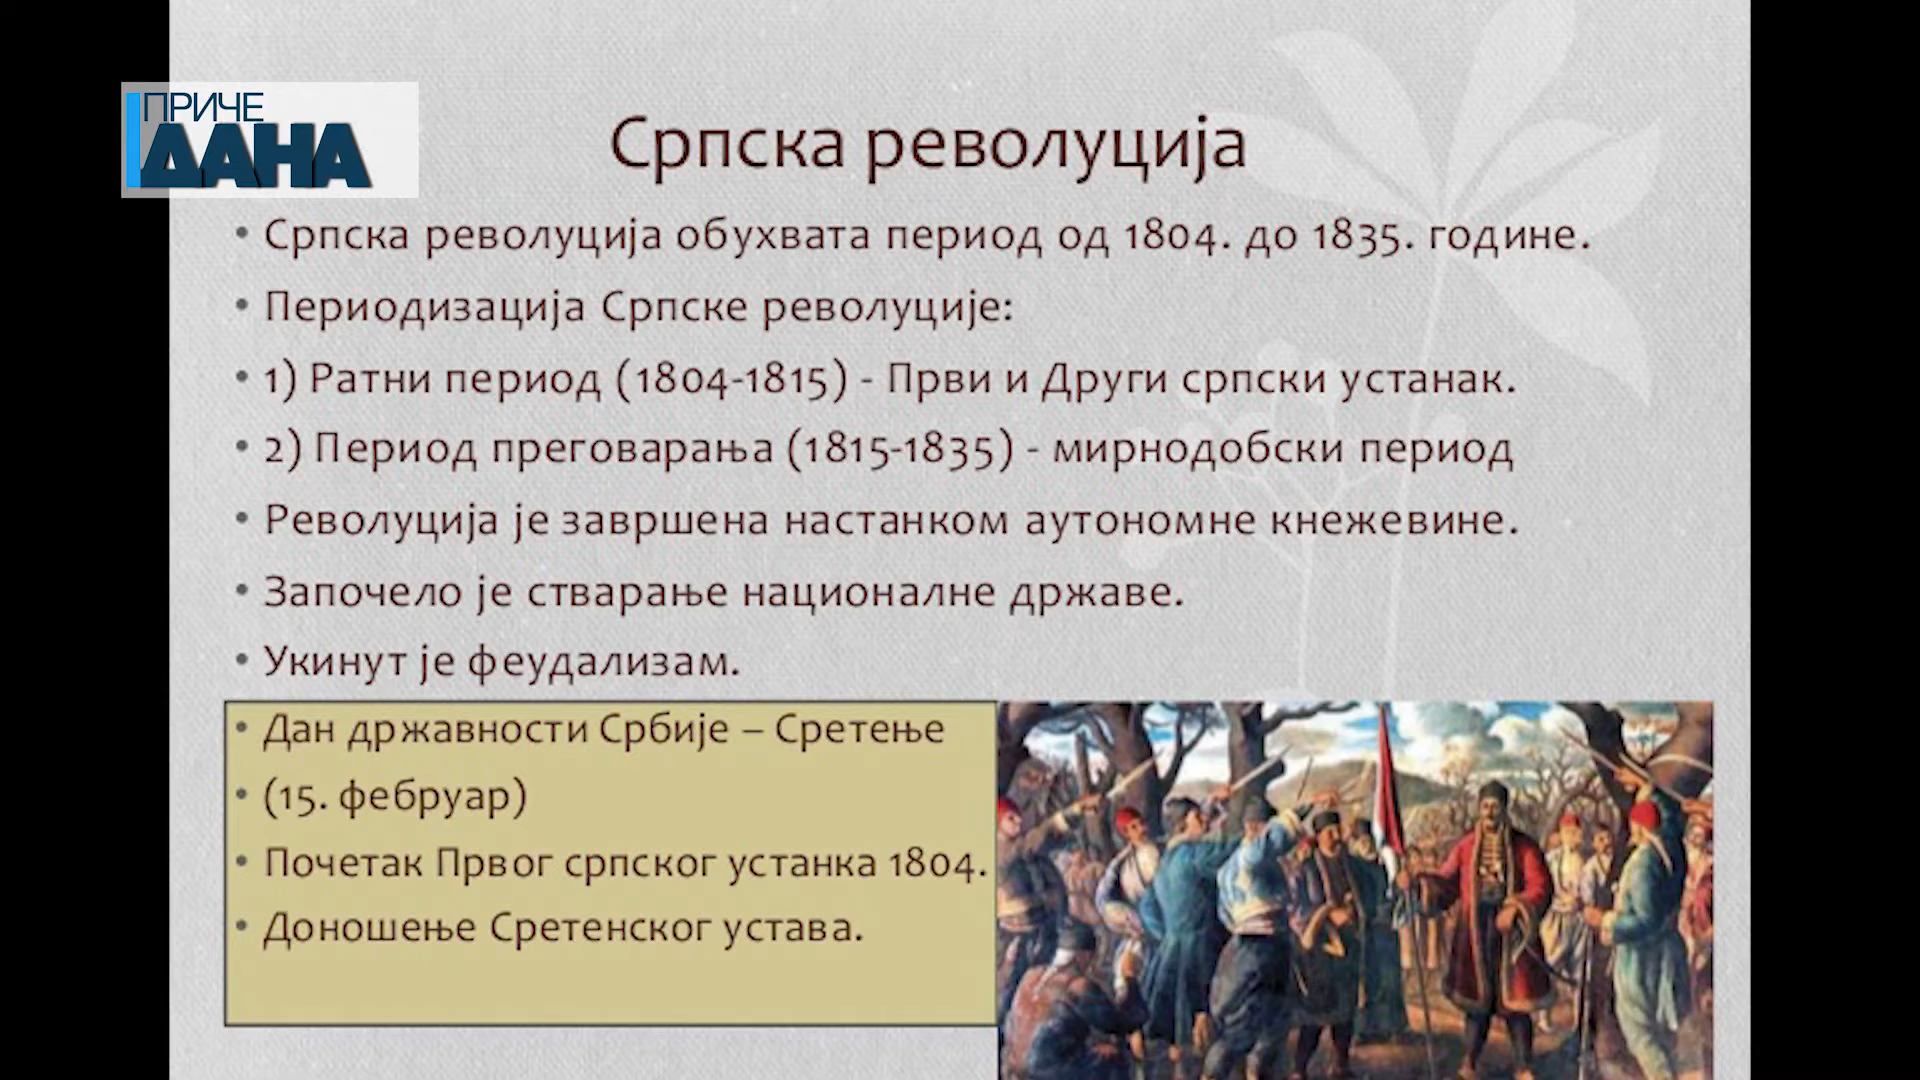 ПРИЧЕ
ДАНА
Српска револуција
• Српска револуција обухвата период од 1804. до 1835. године.
• Периодизација Српске револуције:
• 1) Ратни период (1804-1815) - Први и Други српски устанак.
• 2) Период преговарања (1815-1835) - мирнодобски период
• Револуција је завршена настанком аутономне кнежевине.
• Започело је стварање националне државе.
• Укинут је феудализам.
• Дан државности Србије – Сретење
• (15. фебруар)
• Почетак Првог српског устанка 1804.
• Доношење Сретенског устава.